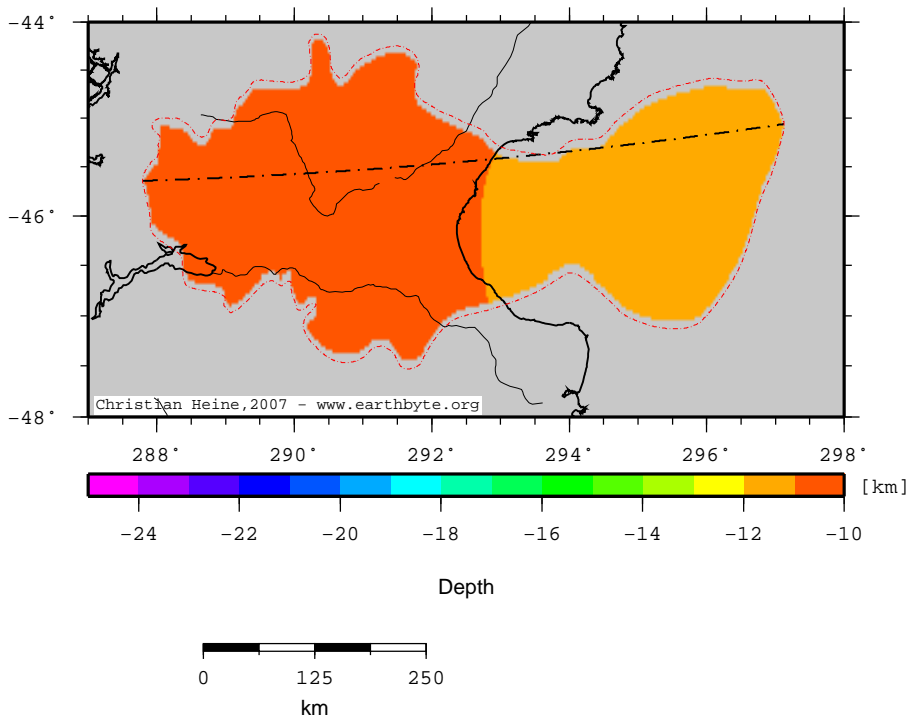 −44°
−46°
−48°
Christian Heine,2007 − www.earthbyte.org
288° 290° 292° 294° 296° 298°
[km]
−24 −22 −20 −18 −16 −14 −12 −10
Depth
0 125 250
km